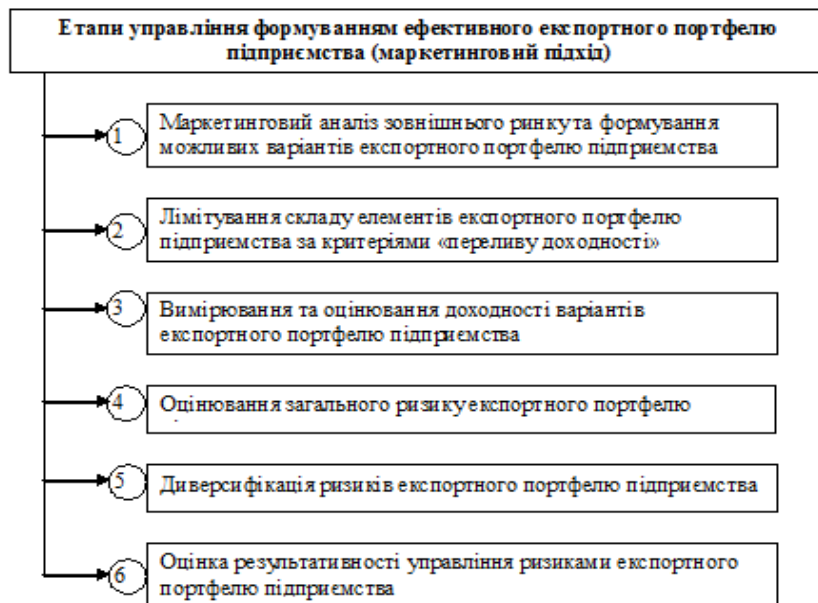 Етапи управління формуванням ефективного експортного портфелю
підприємства (маркетинговий підхід)
1
Маркетинговий аналіз зовнішнього ринку та формування
можливих варіантів експортного портфелю підприємства
2
Лімітування складу елементів експортного портфелю
підприємства за критеріями «переливу доходності»
3
Вимірювання та оцінювання доходності варіантів
експортного портфелю підприємства
4
Оцінювання загального ризику експортного портфелю
5
Диверсифікація ризиків експортного портфелю підприємства
6
Оцінка результативності управління ризиками експортного
портфелю підприємства